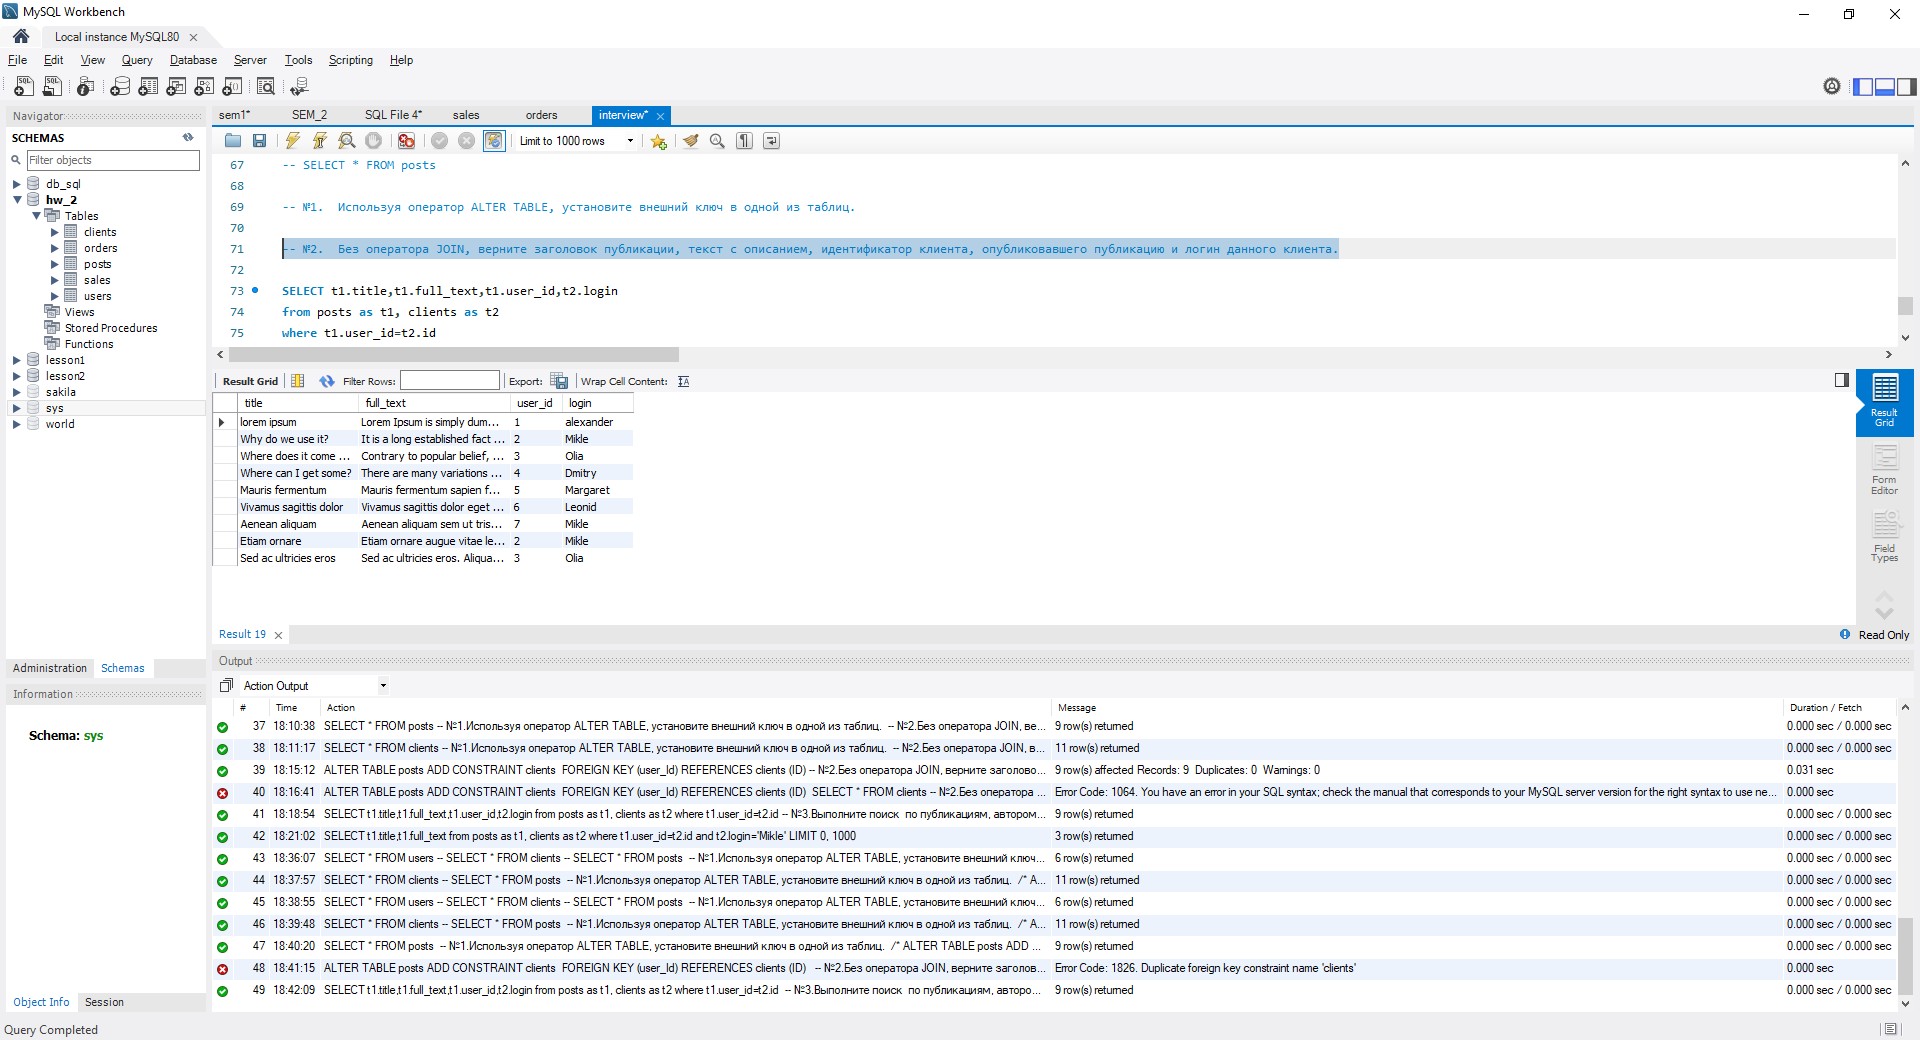 MySQL Workbench
Local instance MySQL80
File Edit View Query Database Server Tools Scripting Help
Navigator
SCHEMAS
Filter objects
db_sql
hw_2
Tables
clients
orders
posts
sales
users
Views
Stored Procedures
Functions
lesson1
lesson2
sakila
sys
world
Administration Schemas
Information
Schema: sys
Object Info Session
Query Completed
sem1* SEM_2 SQL File 4* sales orders interview*
Limit to 1000 rows
67 -- SELECT * FROM posts
68
69 -- №1. Используя оператор ALTER TABLE, установите внешний ключ в одной из таблиц.
70
71 -- №2. Без оператора JOIN, верните заголовок публикации, текст с описанием, идентификатор клиента, опубликовавшего публикацию и логин данного клиента.
72
73 SELECT t1.title,t1.full_text,t1.user_id,t2.login
74 from posts as t1, clients as t2
75 where t1.user_id=t2.id
Result Grid Filter Rows: Export: Wrap Cell Content:
title full_text user_id login
lorem ipsum Lorem Ipsum is simply dum... 1 alexander
Why do we use it? It is a long established fact ... 2 Mikle
Where does it come ... Contrary to popular belief, ... 3 Olia
Where can I get some? There are many variations ... 4 Dmitry
Mauris fermentum Mauris fermentum sapien f... 5 Margaret
Vivamus sagittis dolor Vivamus sagittis dolor eget ... 6 Leonid
Aenean aliquam Aenean aliquam sem ut tris... 7 Mikle
Etiam ornare Etiam ornare augue vitae le... 2 Mikle
Sed ac ultricies eros Sed ac ultricies eros. Aliqua... 3 Olia
Result Grid
Form Editor
Field Types
Result 19
Read Only
Output
Action Output
# Time Action Message Duration / Fetch
37 18:10:38 SELECT * FROM posts -- №1.Используя оператор ALTER TABLE, установите внешний ключ в одной из таблиц. -- №2.Без оператора JOIN, ве... 9 row(s) returned 0.000 sec / 0.000 sec
38 18:11:17 SELECT * FROM clients -- №1.Используя оператор ALTER TABLE, установите внешний ключ в одной из таблиц. -- №2.Без оператора JOIN, в... 11 row(s) returned 0.000 sec / 0.000 sec
39 18:15:12 ALTER TABLE posts ADD CONSTRAINT clients FOREIGN KEY (user_Id) REFERENCES clients (ID) -- №2.Без оператора JOIN, верните заголово... 9 row(s) affected Records: 9 Duplicates: 0 Warnings: 0 0.031 sec
40 18:16:41 ALTER TABLE posts ADD CONSTRAINT clients FOREIGN KEY (user_Id) REFERENCES clients (ID) SELECT * FROM clients -- №2.Без оператора ... Error Code: 1064. You have an error in your SQL syntax; check the manual that corresponds to your MySQL server version for the right syntax to use ne... 0.000 sec
41 18:18:54 SELECT t1.title,t1.full_text,t1.user_id,t2.login from posts as t1, clients as t2 where t1.user_id=t2.id -- №3.Выполните поиск по публикациям, автором... 9 row(s) returned 0.000 sec / 0.000 sec
42 18:21:02 SELECT t1.title,t1.full_text from posts as t1, clients as t2 where t1.user_id=t2.id and t2.login='Mikle' LIMIT 0, 1000 3 row(s) returned 0.000 sec / 0.000 sec
43 18:36:07 SELECT * FROM users -- SELECT * FROM clients -- SELECT * FROM posts -- №1.Используя оператор ALTER TABLE, установите внешний ключ... 6 row(s) returned 0.000 sec / 0.000 sec
44 18:37:57 SELECT * FROM clients -- SELECT * FROM posts -- №1.Используя оператор ALTER TABLE, установите внешний ключ в одной из таблиц. /* A... 11 row(s) returned 0.000 sec / 0.000 sec
45 18:38:55 SELECT * FROM users -- SELECT * FROM clients -- SELECT * FROM posts -- №1.Используя оператор ALTER TABLE, установите внешний ключ... 6 row(s) returned 0.000 sec / 0.000 sec
46 18:39:48 SELECT * FROM clients -- SELECT * FROM posts -- №1.Используя оператор ALTER TABLE, установите внешний ключ в одной из таблиц. /* A... 11 row(s) returned 0.000 sec / 0.000 sec
47 18:40:20 SELECT * FROM posts -- №1.Используя оператор ALTER TABLE, установите внешний ключ в одной из таблиц. /* ALTER TABLE posts ADD ... 9 row(s) returned 0.000 sec / 0.000 sec
48 18:41:15 ALTER TABLE posts ADD CONSTRAINT clients FOREIGN KEY (user_Id) REFERENCES clients (ID) -- №2.Без оператора JOIN, верните заголов... Error Code: 1826. Duplicate foreign key constraint name 'clients' 0.000 sec
49 18:42:09 SELECT t1.title,t1.full_text,t1.user_id,t2.login from posts as t1, clients as t2 where t1.user_id=t2.id -- №3.Выполните поиск по публикациям, авторо... 9 row(s) returned 0.000 sec / 0.000 sec